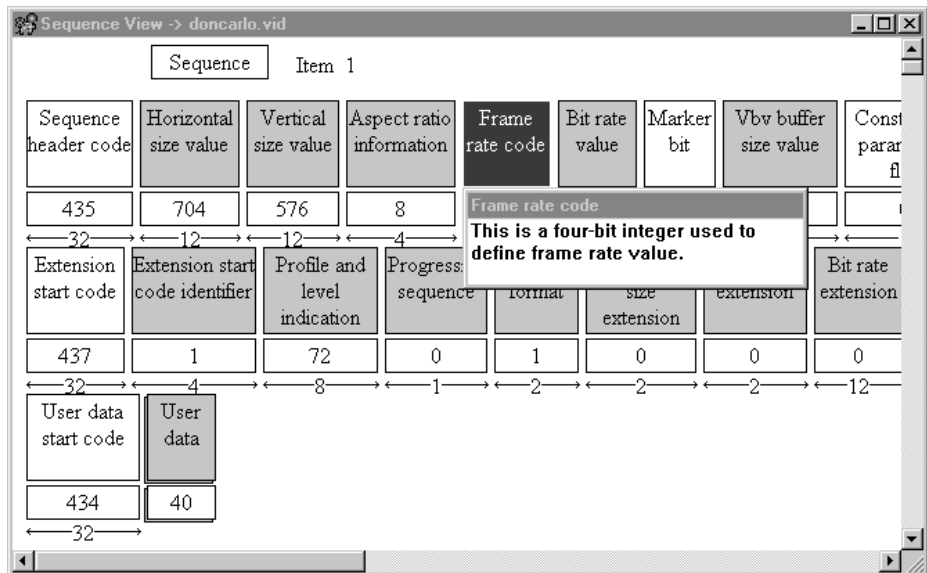 Sequence View -> doncarlo.vid
Sequence Item 1
Sequence header code
Horizontal size value
Vertical size value
Aspect ratio information
Frame rate code
Bit rate value
Marker bit
Vbv buffer size value
435 704 576 8
32 12 12 4
Frame rate code
This is a four-bit integer used to
define frame rate value.
Extension start code
Extension start code identifier
Profile and level indication
sequence
format
size extension
extension
Bit rate extension
437 1 72 0 1 0 0 0
32 4 8 1 2 2 2 12
User data start code
User data
434 40
32